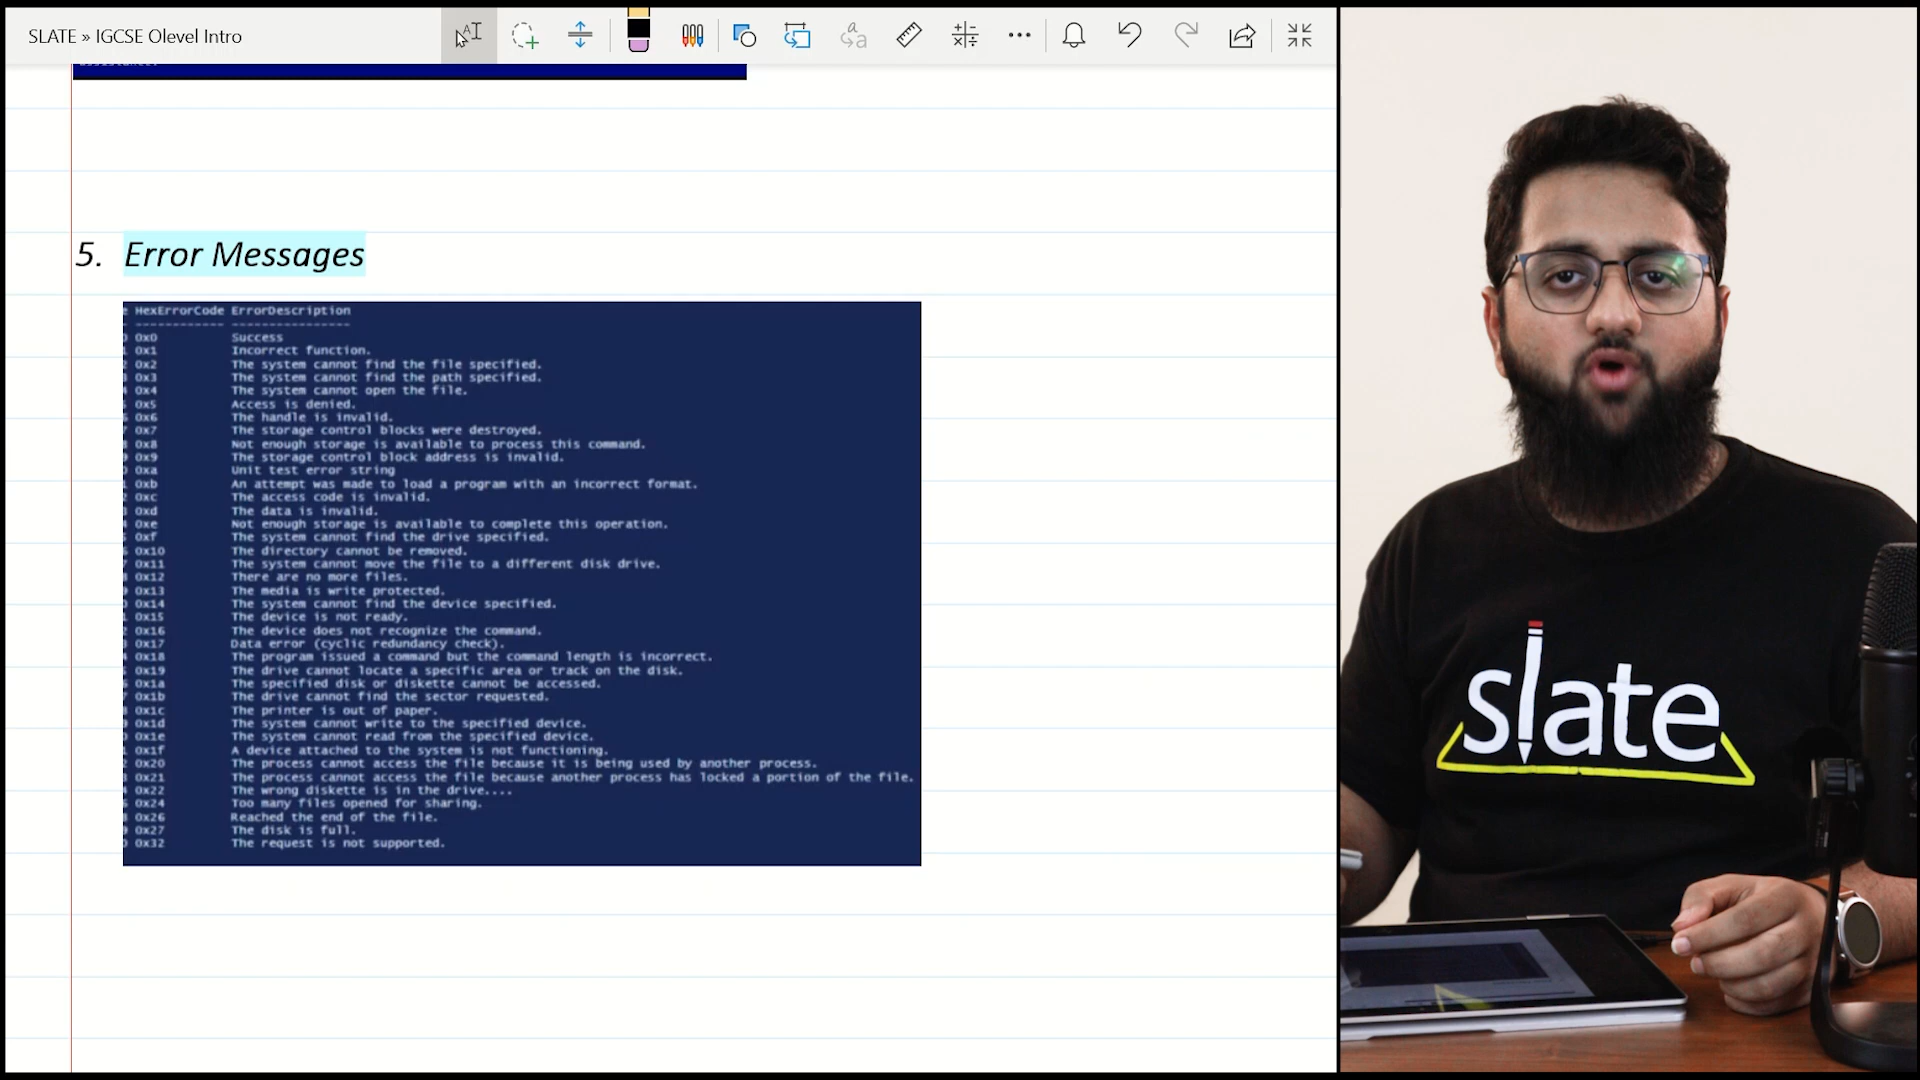 SLATE » IGCSE Olevel Intro
5. Error Messages
HexErrorCode ErrorDescription
------------ ----------------
0x0 Success
0x1 Incorrect function.
0x2 The system cannot find the file specified.
0x3 The system cannot find the path specified.
0x4 The system cannot open the file.
0x5 Access is denied.
0x6 The handle is invalid.
0x7 The storage control blocks were destroyed.
0x8 Not enough storage is available to process this command.
0x9 The storage control block address is invalid.
0xa Unit test error string
0xb An attempt was made to load a program with an incorrect format.
0xc The access code is invalid.
0xd The data is invalid.
0xe Not enough storage is available to complete this operation.
0xf The system cannot find the drive specified.
0x10 The directory cannot be removed.
0x11 The system cannot move the file to a different disk drive.
0x12 There are no more files.
0x13 The media is write protected.
0x14 The system cannot find the device specified.
0x15 The device is not ready.
0x16 The device does not recognize the command.
0x17 Data error (cyclic redundancy check).
0x18 The program issued a command but the command length is incorrect.
0x19 The drive cannot locate a specific area or track on the disk.
0x1a The specified disk or diskette cannot be accessed.
0x1b The drive cannot find the sector requested.
0x1c The printer is out of paper.
0x1d The system cannot write to the specified device.
0x1e The system cannot read from the specified device.
0x1f A device attached to the system is not functioning.
0x20 The process cannot access the file because it is being used by another process.
0x21 The process cannot access the file because another process has locked a portion of the file.
0x22 The wrong diskette is in the drive....
0x24 Too many files opened for sharing.
0x26 Reached the end of the file.
0x27 The disk is full.
0x32 The request is not supported.
slate